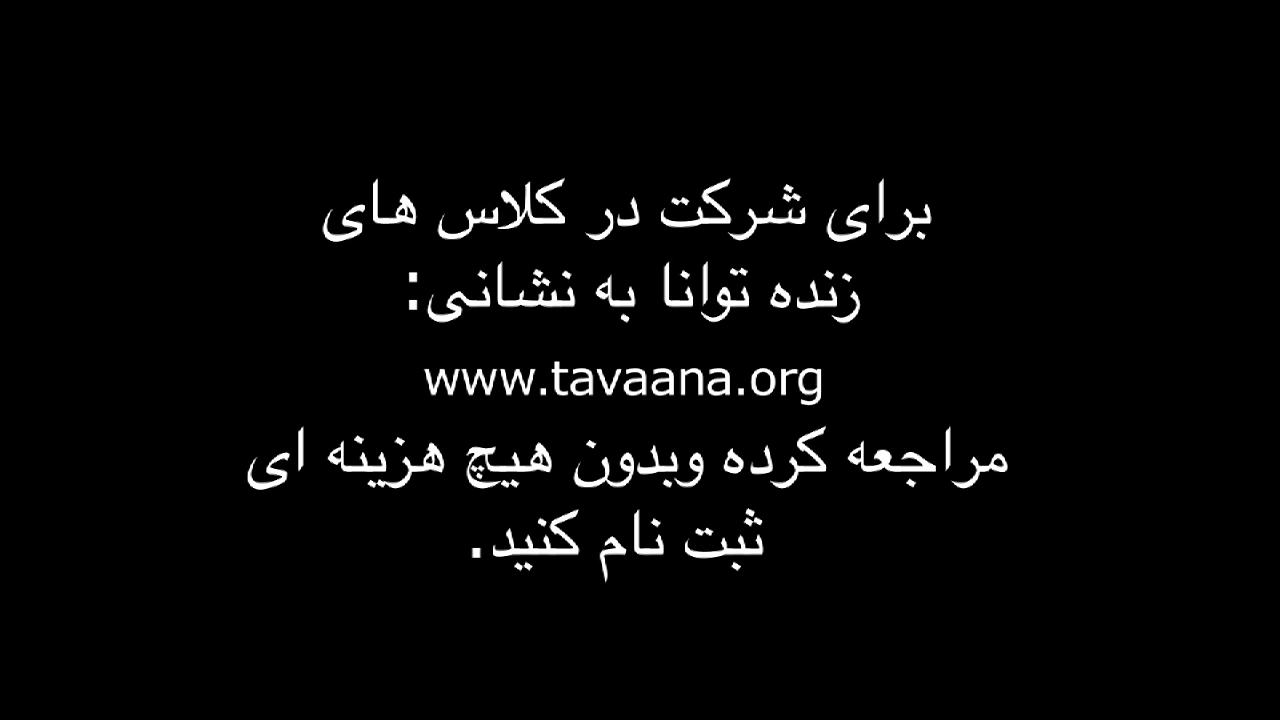 برای شرکت در کلاس های
زنده توانا به نشانی:
www.tavaana.org
مراجعه کرده وبدون هیچ هزینه ای
ثبت نام کنید.